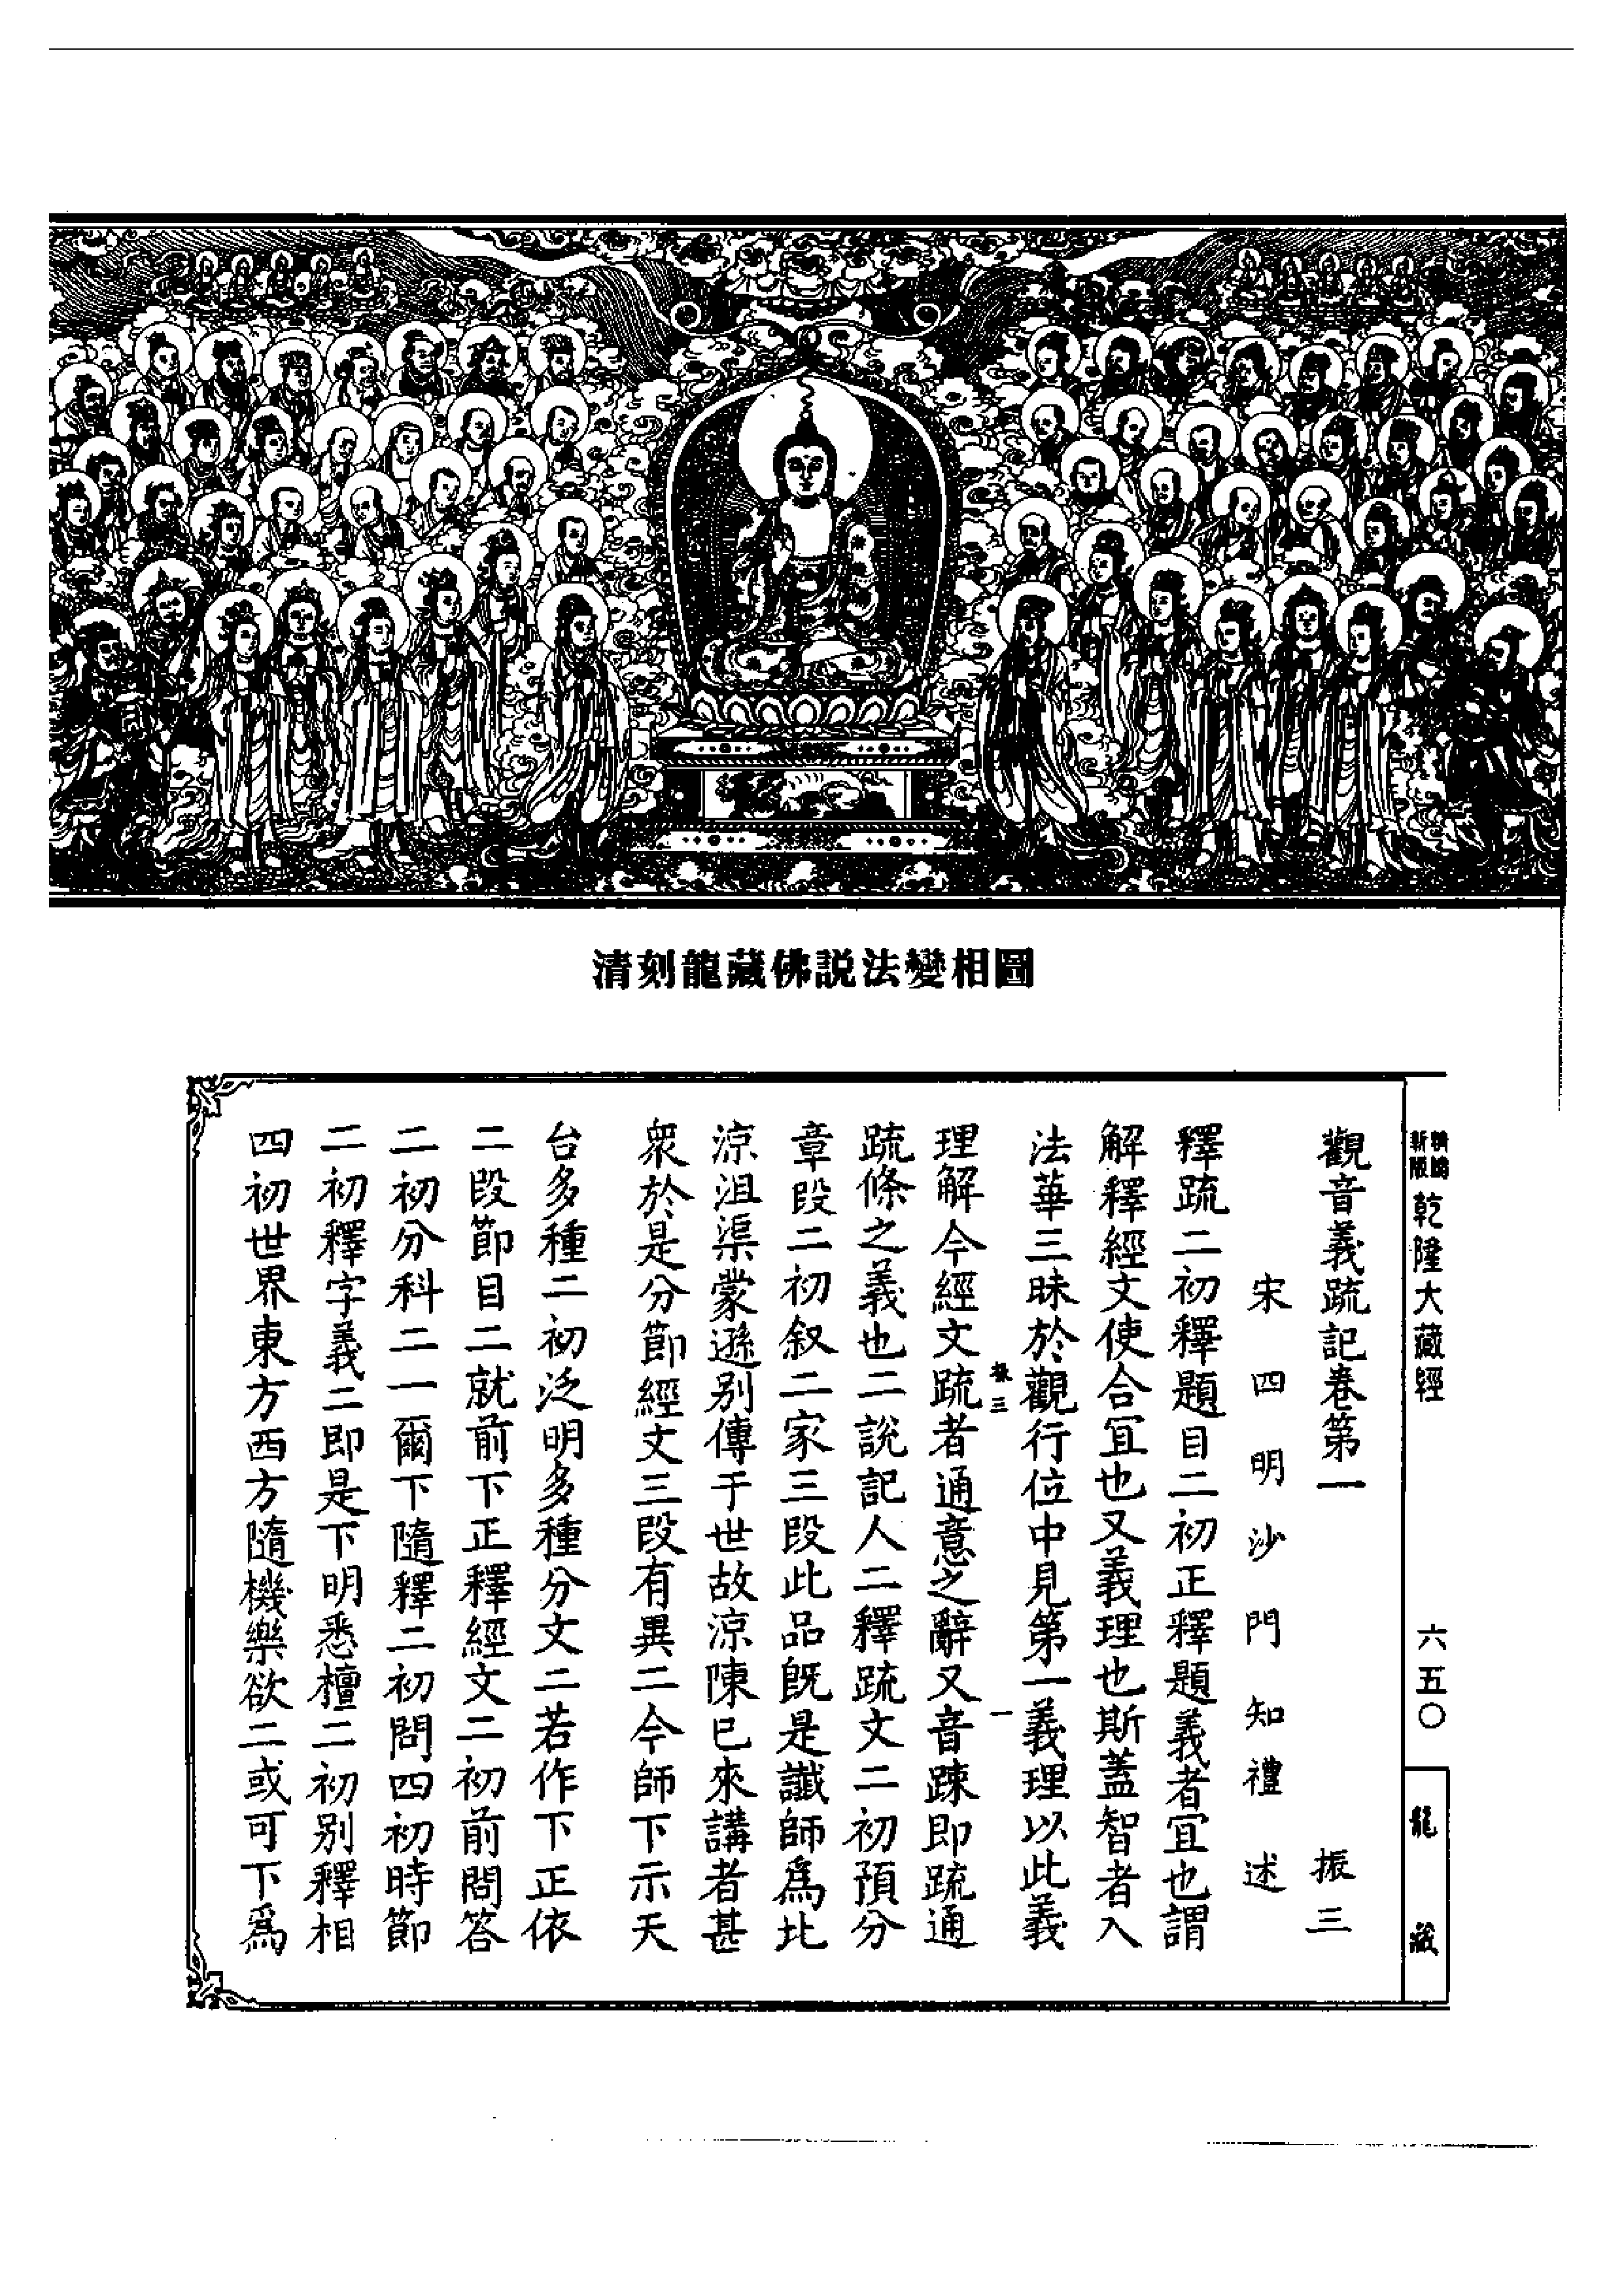 清刻龍藏佛説法變相圖
新版
乾隆大藏經
六五〇
龍藏
觀音義疏記卷第一
振三
宋四明沙門知禮述
釋疏二初釋題目二初正釋題義者宜也謂
解釋經文使合宜也又義理也斯蓋智者入
法華三昧於觀行位中見第一義理以此義
振三
一
理解今經文疏者通意之辭又音踈即疏通
疏條之義也二說記人二釋疏文二初預分
章段二初叙二家三段此品旣是讖師爲北
涼沮渠蒙遜別傳于世故涼陳已來講者甚
衆於是分節經文三段有異二今師下示天
台多種二初泛明多種分文二若作下正依
二段節目二就前下正釋經文二初前問答
二初分科二一爾下隨釋二初問四初時節
二初釋字義二即是下明悉檀二初別釋相
四初世界東方西方隨機樂欲二或可下爲